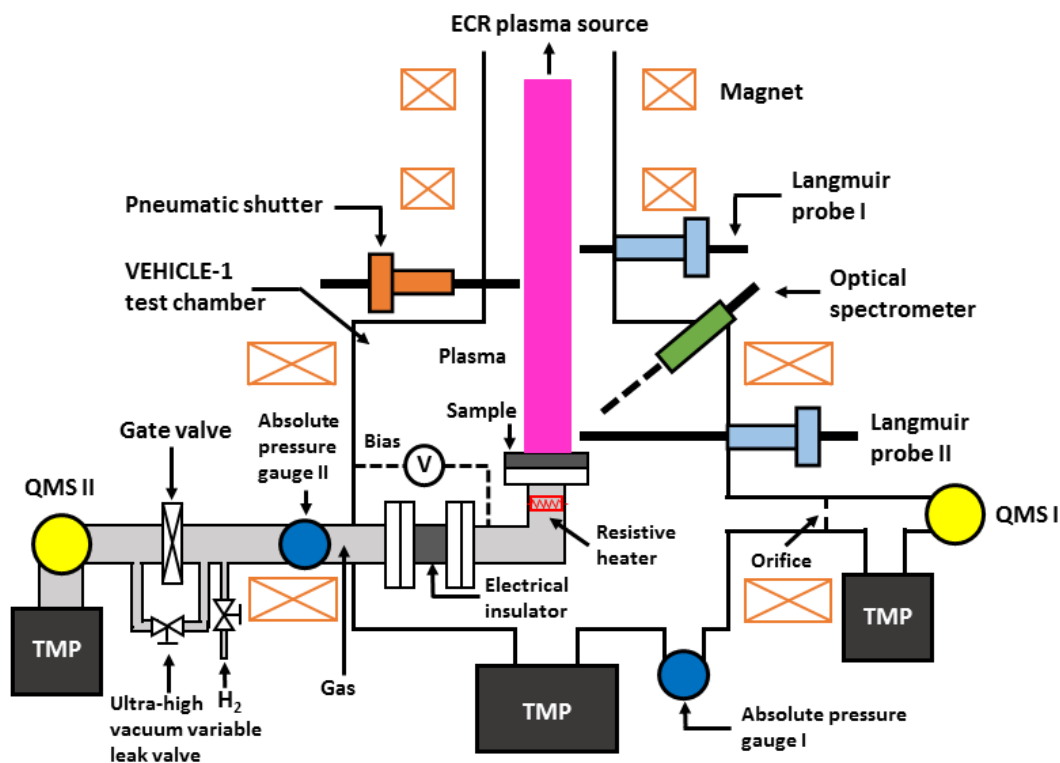 ECR plasma source
Magnet
Pneumatic shutter
Langmuir
probe I
VEHICLE-1
test chamber
Optical
spectrometer
Plasma
Sample
Absolute
pressure
gauge II
Bias
V
Gate valve
Langmuir
probe II
QMS II
QMS I
Resistive
heater
Orifice
Electrical
insulator
TMP
TMP
TMP
Gas
H2
Ultra-high
vacuum variable
leak valve
Absolute pressure
gauge I